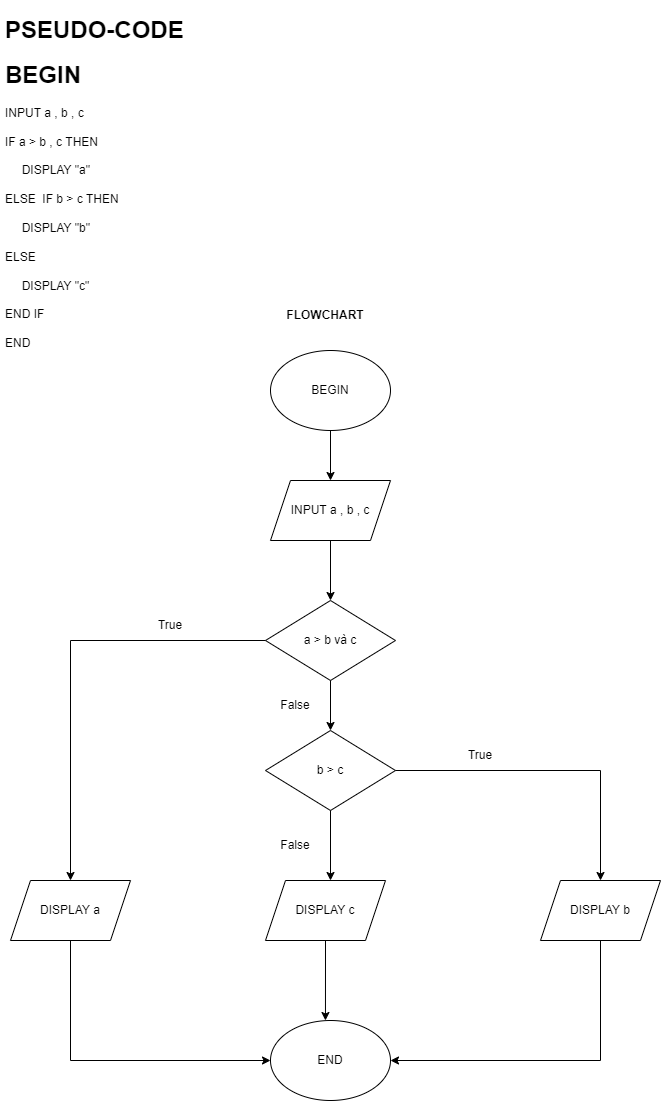 PSEUDO-CODE
BEGIN
INPUT a , b , c
IF a > b , c THEN
DISPLAY "a"
ELSE  IF b > c THEN
DISPLAY "b"
ELSE
DISPLAY "c"
END IF
END
FLOWCHART
BEGIN
INPUT a , b , c
a > b và c
True
False
b > c
True
False
DISPLAY a
DISPLAY c
DISPLAY b
END